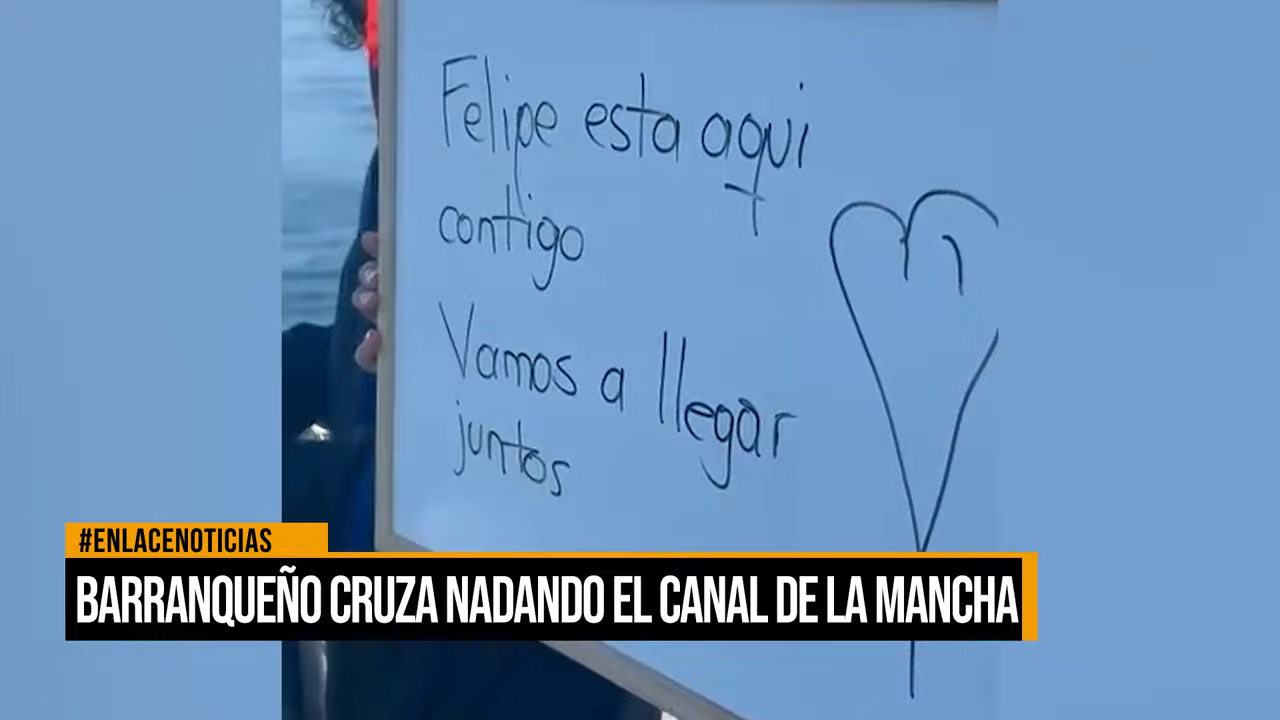 Felipe esta aqui
contigo
Vamos a llegar
juntos
#ENLACENOTICIAS
BARRANQUEÑO CRUZA NADANDO EL CANAL DE LA MANCHA